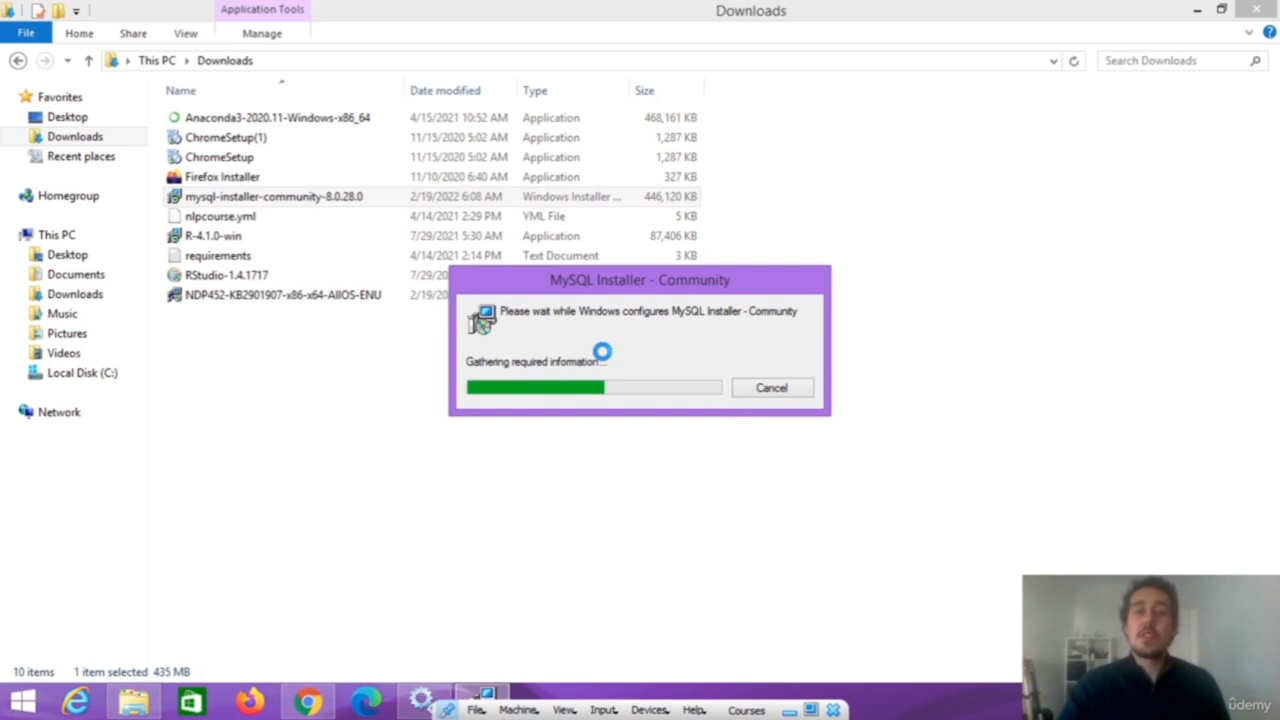 Application Tools
Downloads
File
Home
Share
View
Manage
This PC
Downloads
Search Downloads
Name
Date modified
Type
Size
Favorites
Desktop
Downloads
Recent places
Homegroup
This PC
Desktop
Documents
Downloads
Music
Pictures
Videos
Local Disk (C:)
Network
Anaconda3-2020.11-Windows-x86_64 4/15/2021 10:52 AM Application 468,161 KB
ChromeSetup(1) 11/15/2020 5:02 AM Application 1,287 KB
ChromeSetup 11/15/2020 5:02 AM Application 1,287 KB
Firefox Installer 11/10/2020 6:40 AM Application 327 KB
mysql-installer-community-8.0.28.0 2/19/2022 6:08 AM Windows Installer ... 446,120 KB
nlpcourse.yml 4/14/2021 2:29 PM YML File 5 KB
R-4.1.0-win 7/29/2021 5:30 AM Application 87,406 KB
requirements 4/14/2021 2:14 PM Text Document 3 KB
RStudio-1.4.1717 7/29/20
NDP452-KB2901907-x86-x64-AllOS-ENU 2/19/20
MySQL Installer - Community
Please wait while Windows configures MySQL Installer - Community
Gathering required information...
Cancel
10 items 1 item selected 435 MB
File Machine View Input Devices Help Courses
ûdemy